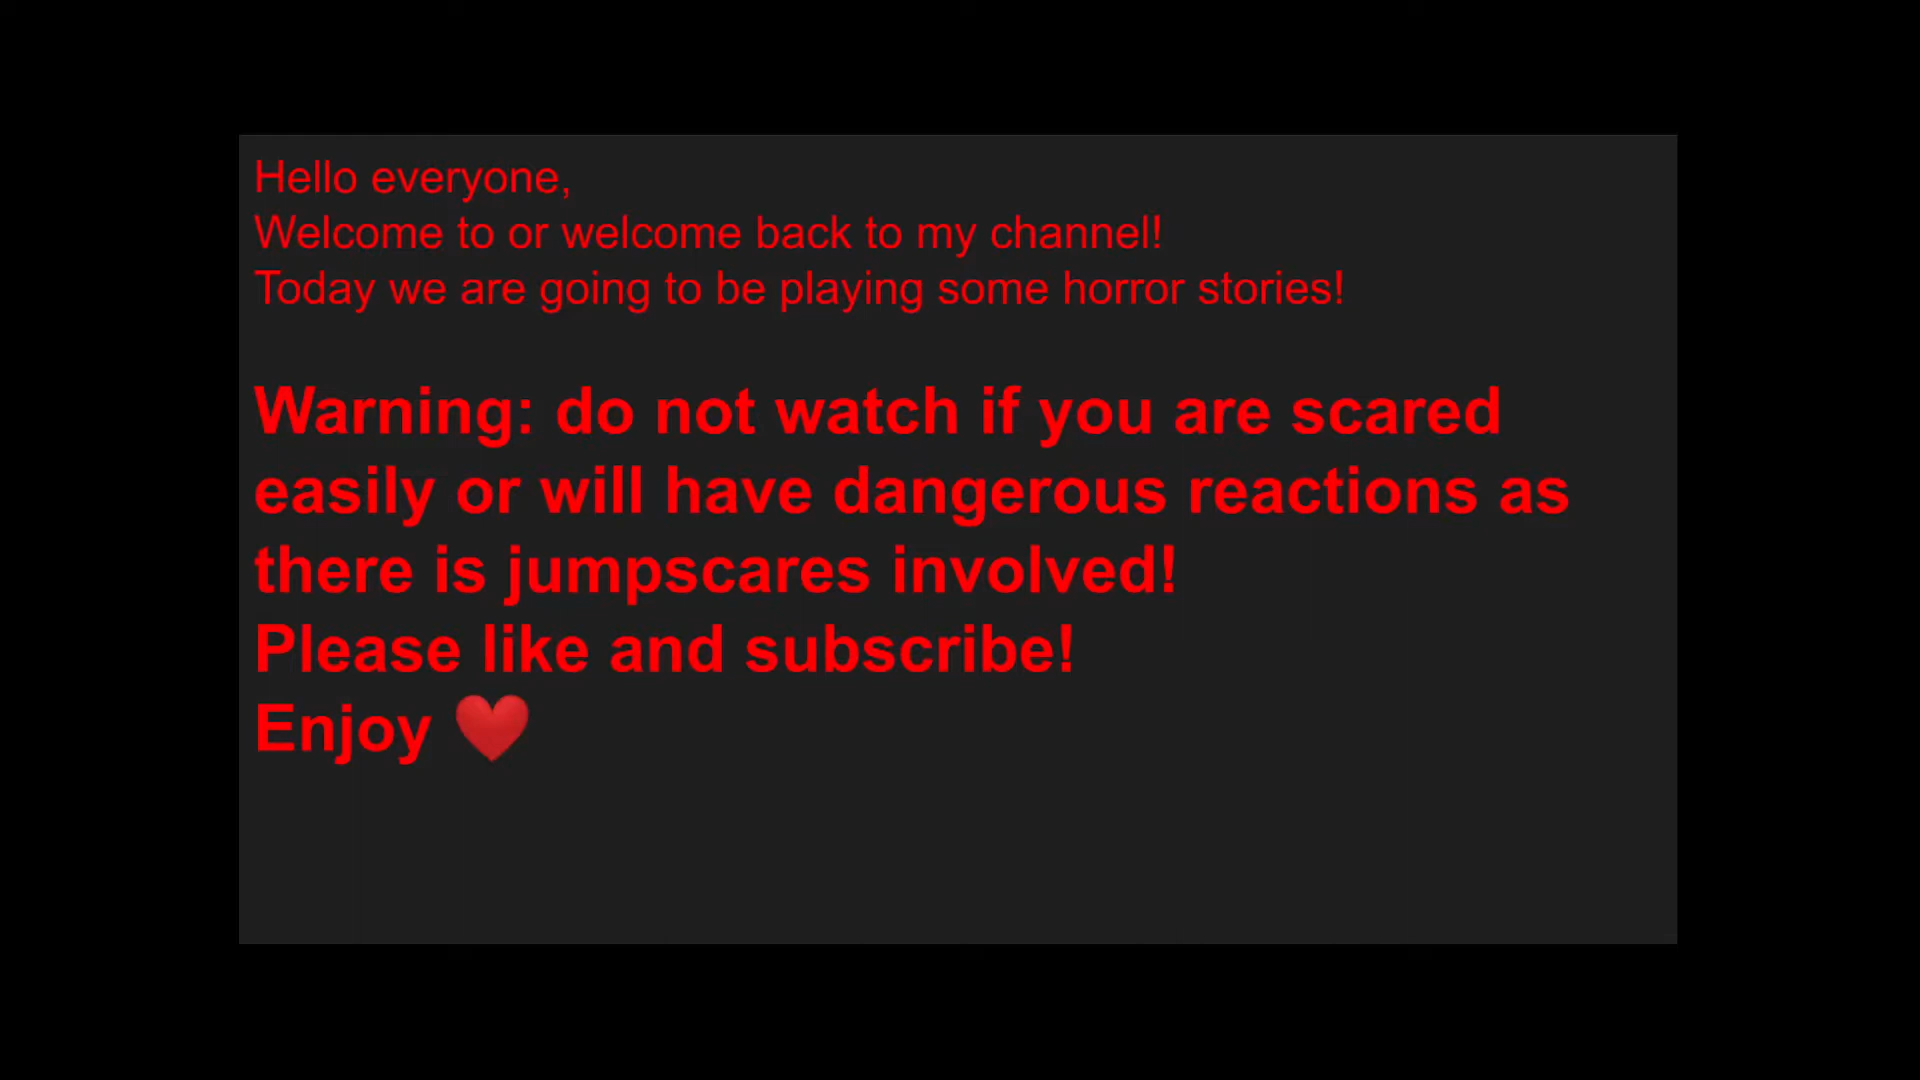 Hello everyone,
Welcome to or welcome back to my channel!
Today we are going to be playing some horror stories!
Warning: do not watch if you are scared
easily or will have dangerous reactions as
there is jumpscares involved!
Please like and subscribe!
Enjoy ❤️